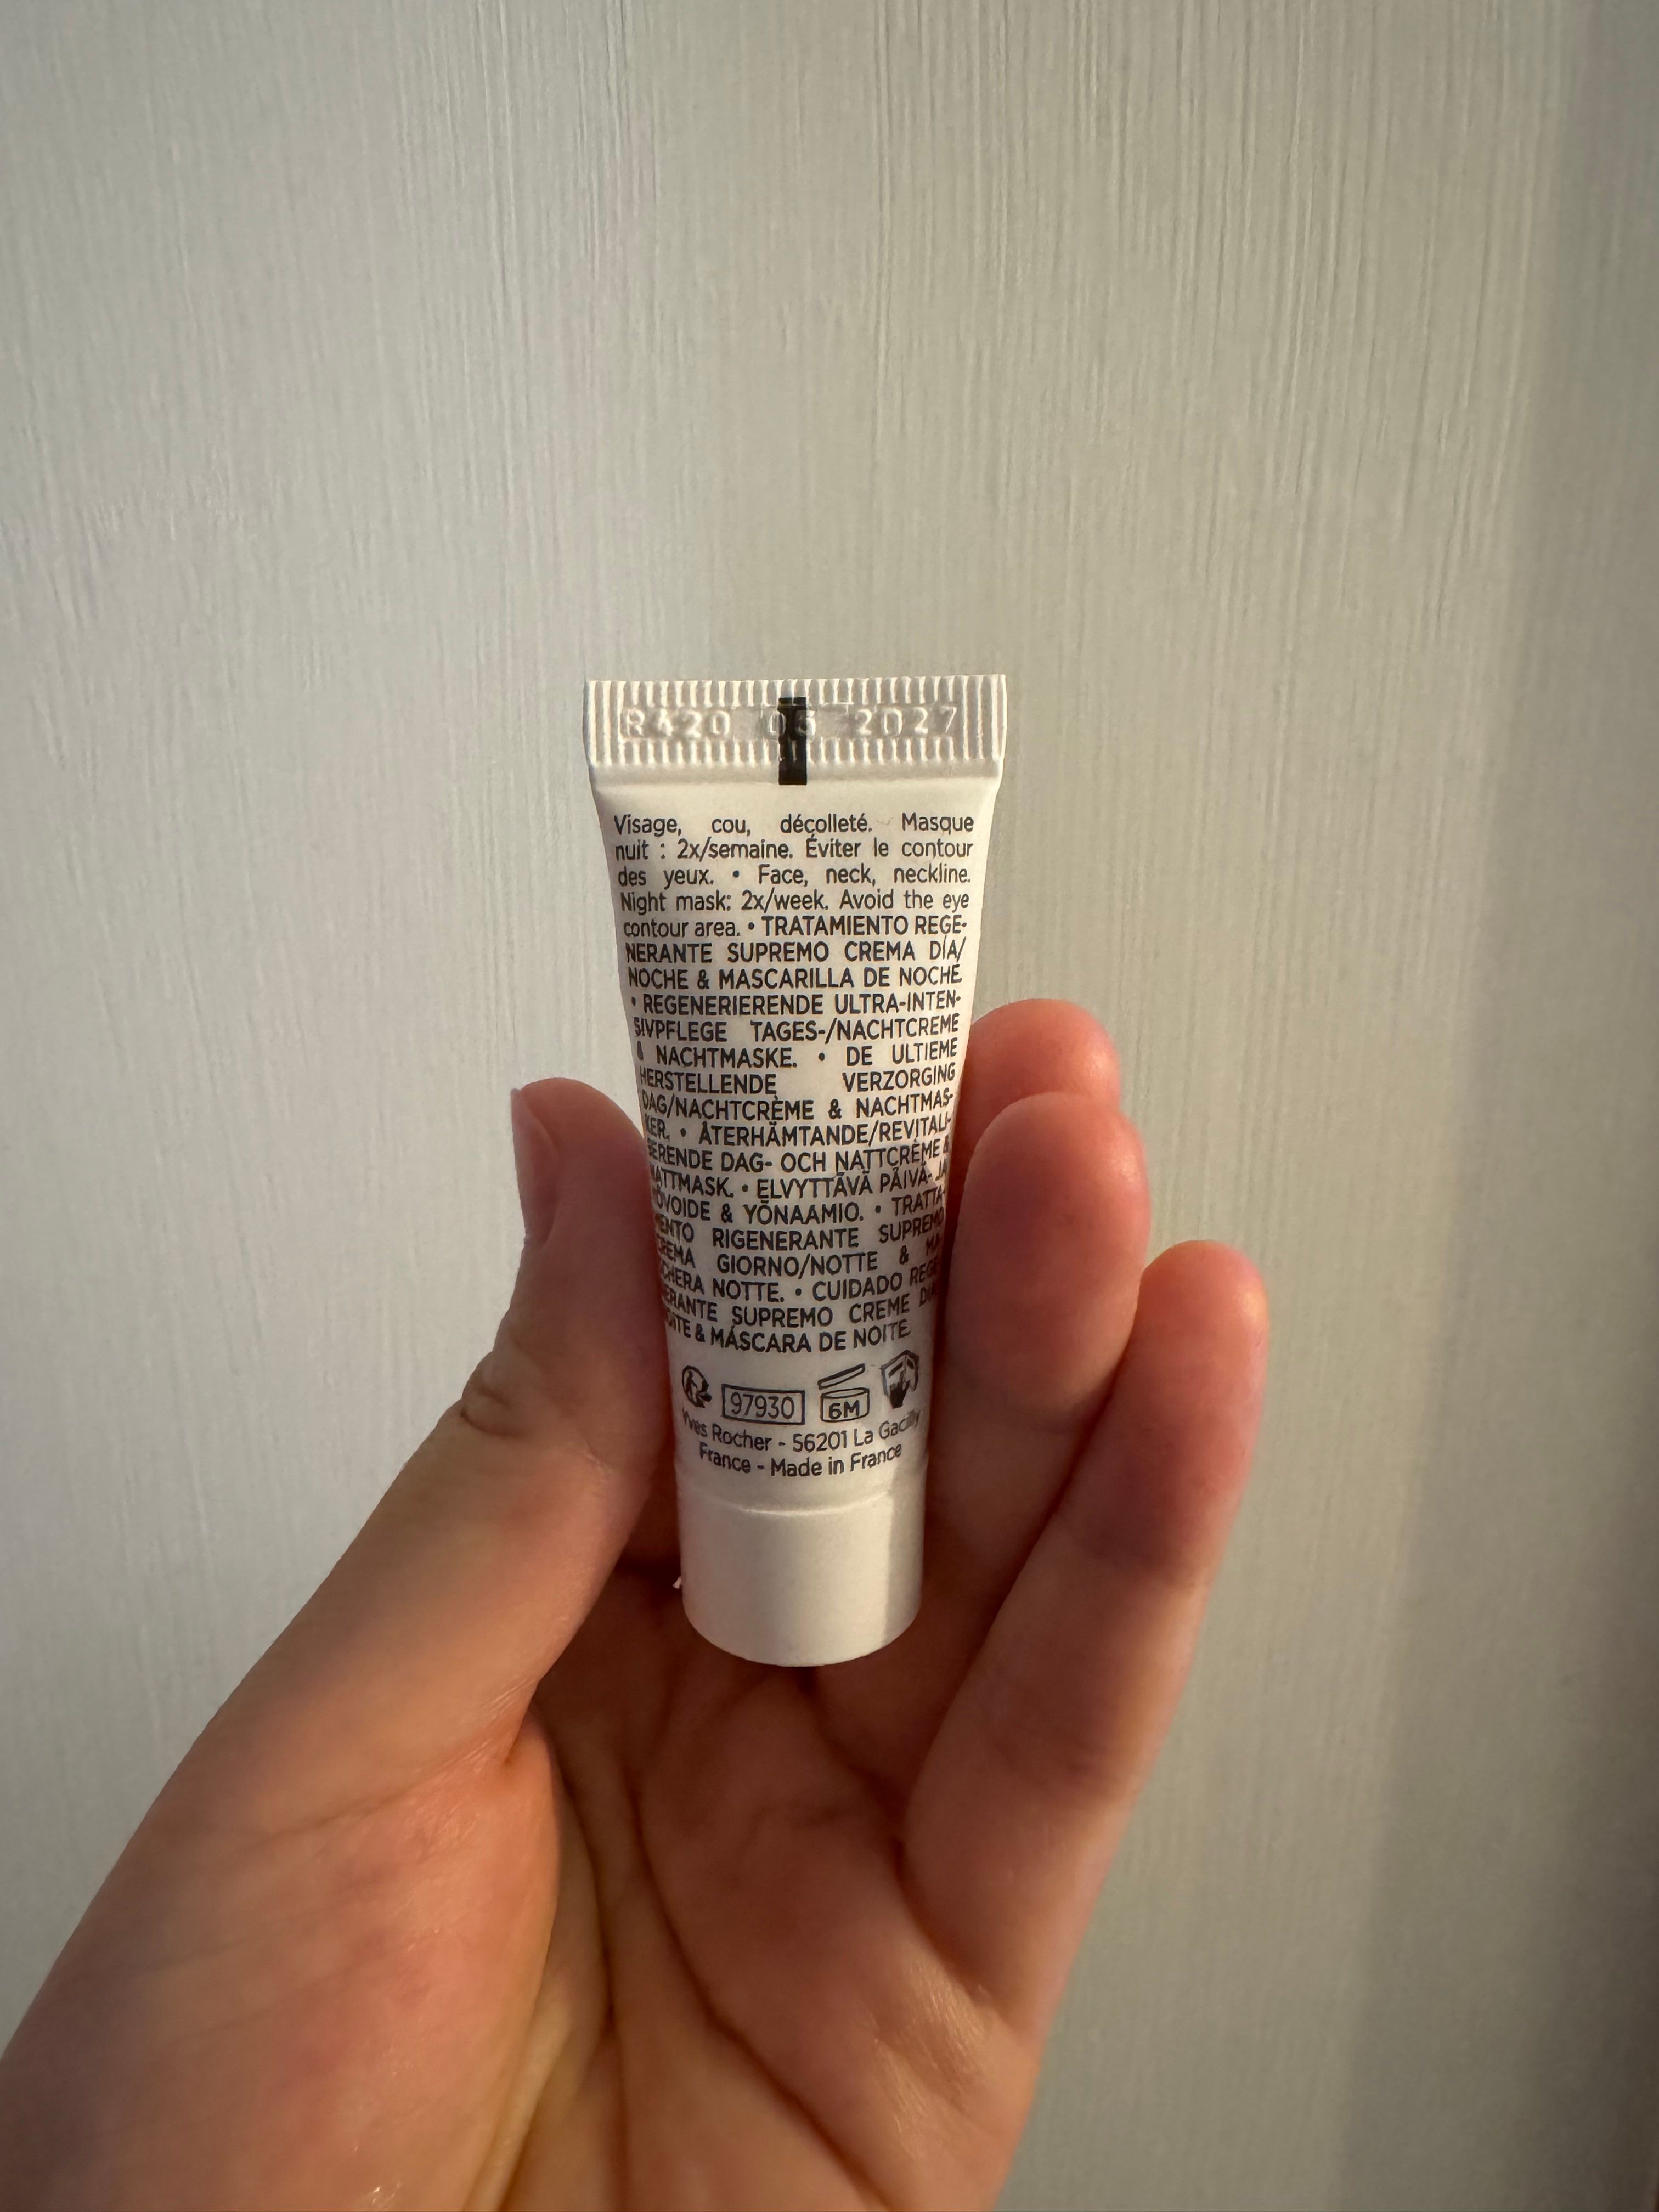 R420 05 2027
Visage, cou, décolleté. Masque
nuit : 2x/semaine. Éviter le contour
des yeux. • Face, neck, neckline.
Night mask: 2x/week. Avoid the eye
contour area. • TRATAMIENTO REGE-
NERANTE SUPREMO CREMA DÍA/
NOCHE & MASCARILLA DE NOCHE.
• REGENERIERENDE ULTRA-INTEN-
SIVPFLEGE TAGES-/NACHTCREME
& NACHTMASKE. • DE ULTIEME
HERSTELLENDE VERZORGING
DAG/NACHTCRÈME & NACHTMAS-
KER. • ÅTERHÄMTANDE/REVITALI-
SERENDE DAG- OCH NATTCRÈME &
NATTMASK. • ELVYTTÄVÄ PÄIVÄ- JA
YÖVOIDE & YÖNAAMIO. • TRATTA-
MENTO RIGENERANTE SUPREMO
CREMA GIORNO/NOTTE & MA-
SCHERA NOTTE. • CUIDADO REGE-
NERANTE SUPREMO CREME DIA/
NOITE & MÁSCARA DE NOITE.
97930 6M
Yves Rocher - 56201 La Gacilly
France - Made in France